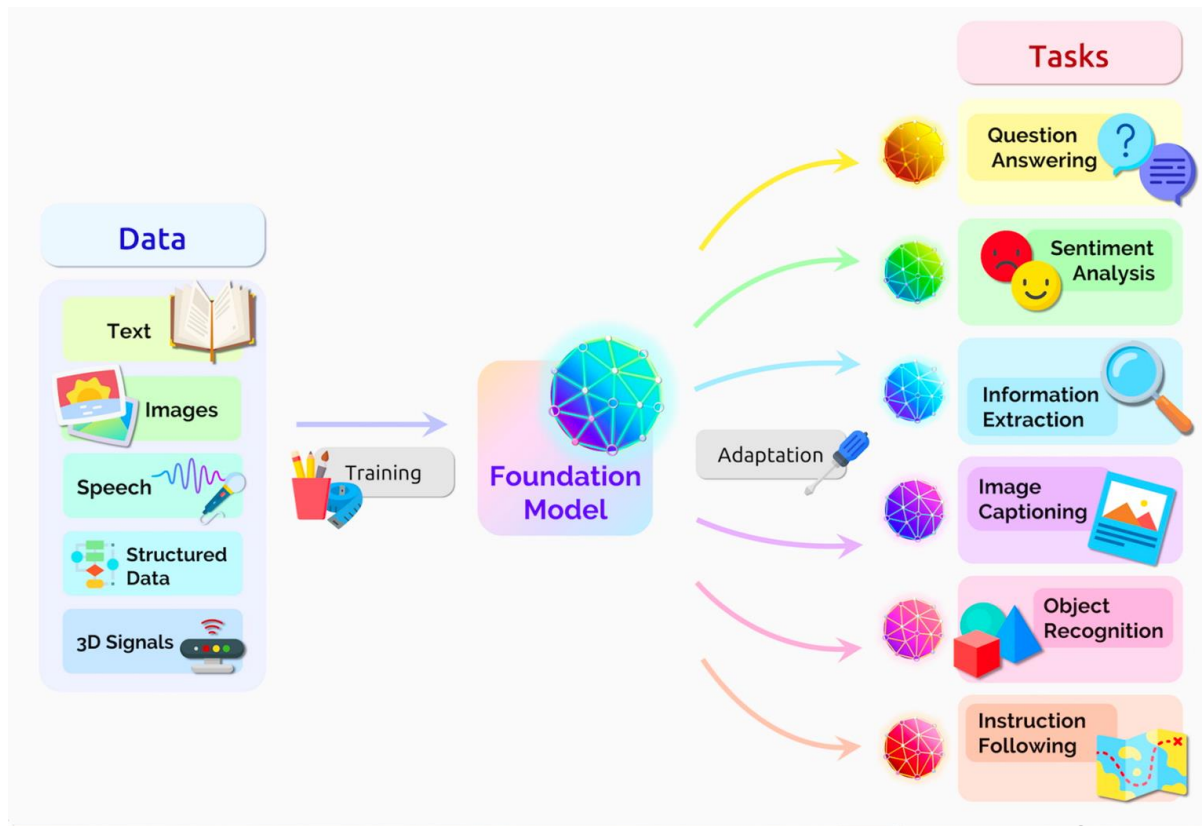 Data
Text
Images
Speech
Structured
Data
3D Signals
Training
Foundation
Model
Adaptation
Tasks
Question
Answering
?
Sentiment
Analysis
Information
Extraction
Image
Captioning
Object
Recognition
Instruction
Following